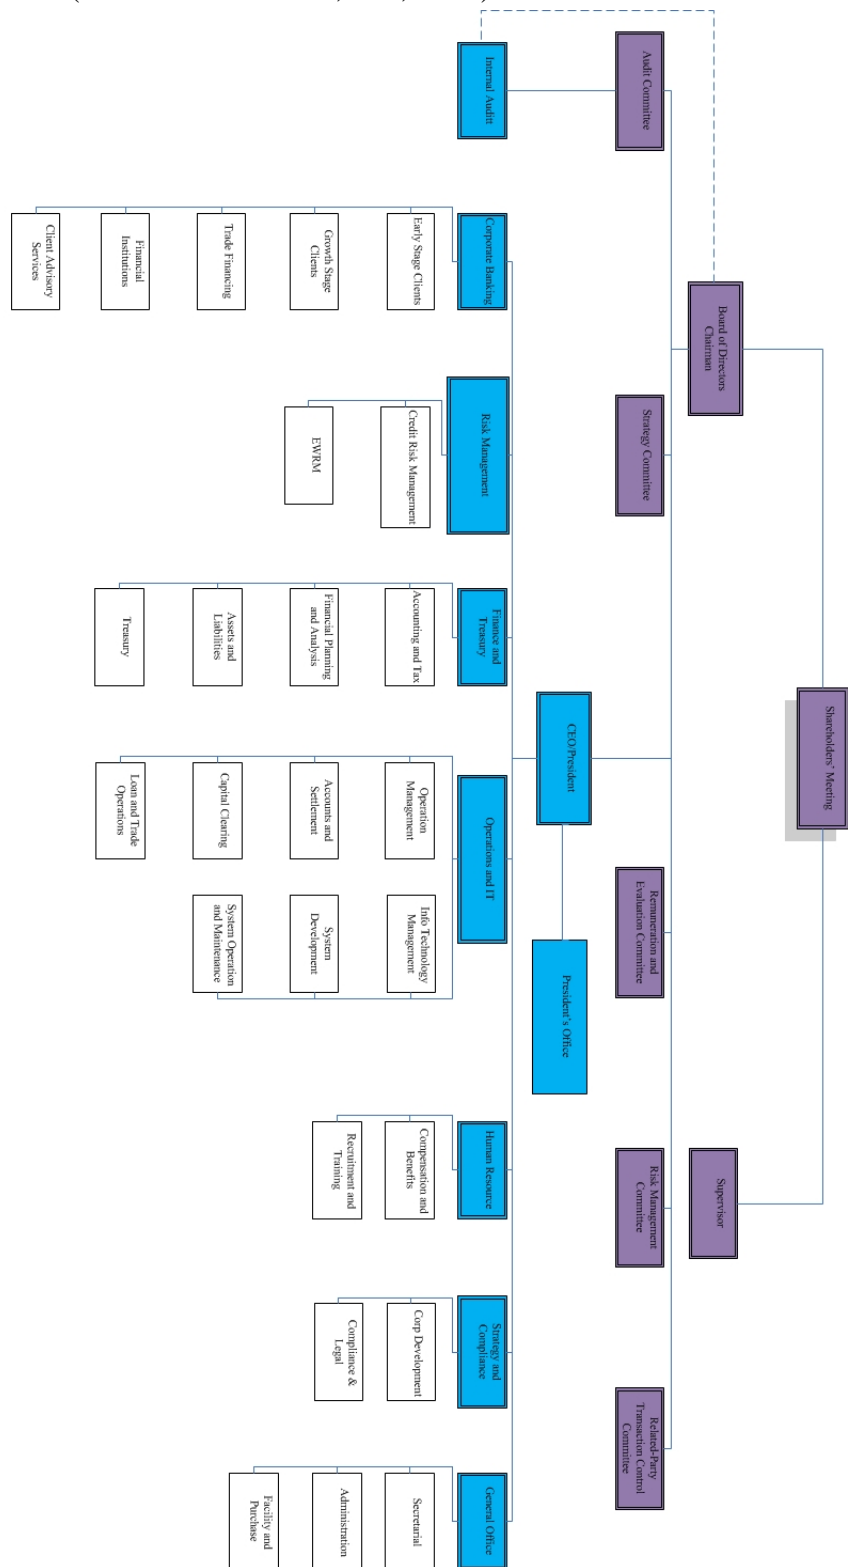 Shareholders' Meeting
Board of Directors
Chairman
Supervisor
Audit Committee
Strategy Committee
Remuneration and
Evaluation Committee
Risk Management
Committee
Related-Party
Transaction Control
Committee
CEO/President
President's Office
Internal Auditt
Corporate Banking
Early Stage Clients
Growth Stage
Clients
Trade Financing
Financial
Institutions
Client Advisory
Services
Risk Management
Credit Risk Management
EWRM
Finance and
Treasury
Accounting and Tax
Financial Planning
and Analysis
Assets and
Liabilities
Treasury
Operations and IT
Operation
Management
Accounts and
Settlement
Capital Clearing
Loan and Trade
Operations
Info Technology
Management
System
Development
System Operation
and Maintenance
Human Resource
Compensation and
Benefits
Recruitment and
Training
Strategy and
Compliance
Corp Development
Compliance &
Legal
General Office
Secretarial
Administration
Facility and
Purchase